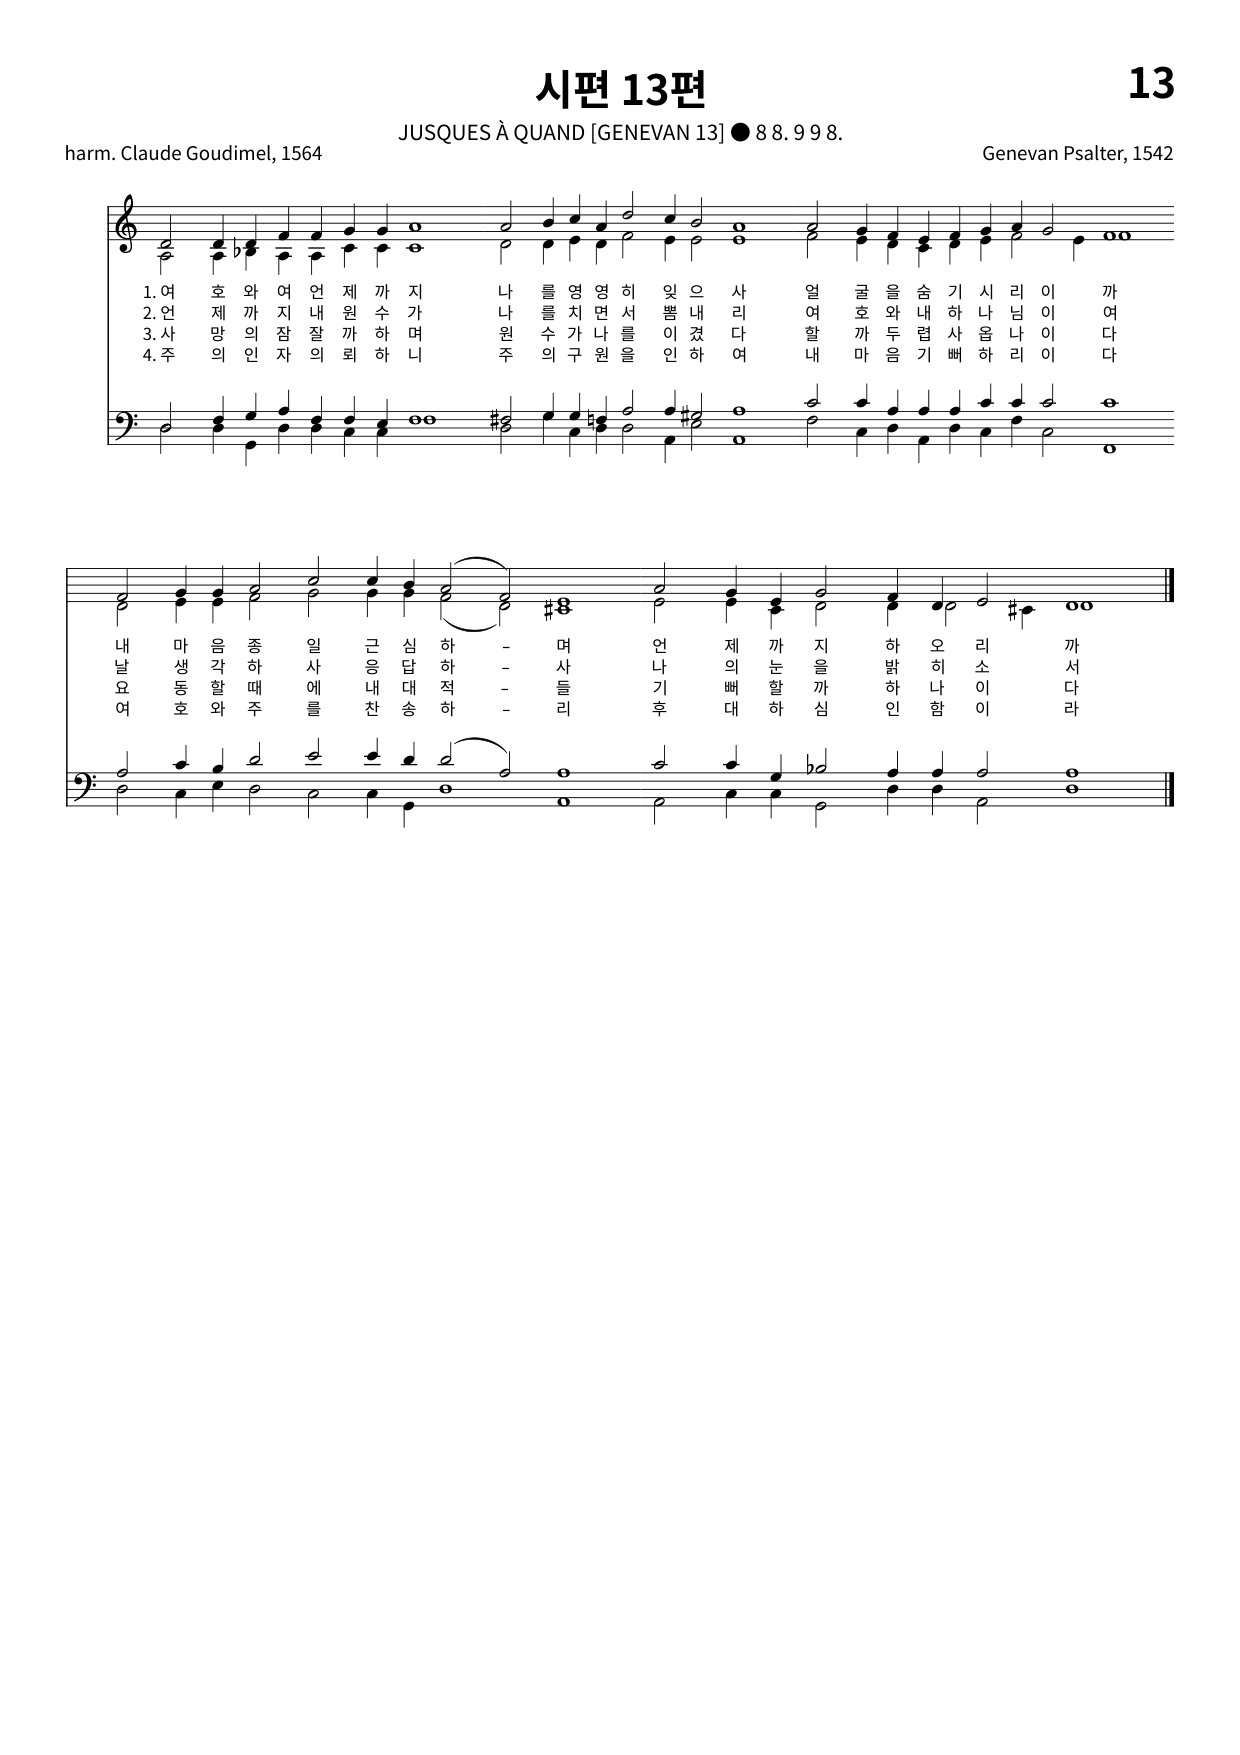 시편 13편
13
JUSQUES À QUAND [GENEVAN 13] ● 8 8. 9 9 8.
harm. Claude Goudimel, 1564
Genevan Psalter, 1542
1. 여 호 와 여 언 제 까 지 나 를 영 영 히 잊 으 사 얼 굴 을 숨 기 시 리 이 까
2. 언 제 까 지 내 원 수 가 나 를 치 면 서 뽐 내 리 여 호 와 내 하 나 님 이 여
3. 사 망 의 잠 잘 까 하 며 원 수 가 나 를 이 겼 다 할 까 두 렵 사 옵 나 이 다
4. 주 의 인 자 의 뢰 하 니 주 의 구 원 을 인 하 여 내 마 음 기 뻐 하 리 이 다
내 마 음 종 일 근 심 하 – 며 언 제 까 지 하 오 리 까
날 생 각 하 사 응 답 하 – 사 나 의 눈 을 밝 히 소 서
요 동 할 때 에 내 대 적 – 들 기 뻐 할 까 하 나 이 다
여 호 와 주 를 찬 송 하 – 리 후 대 하 심 인 함 이 라